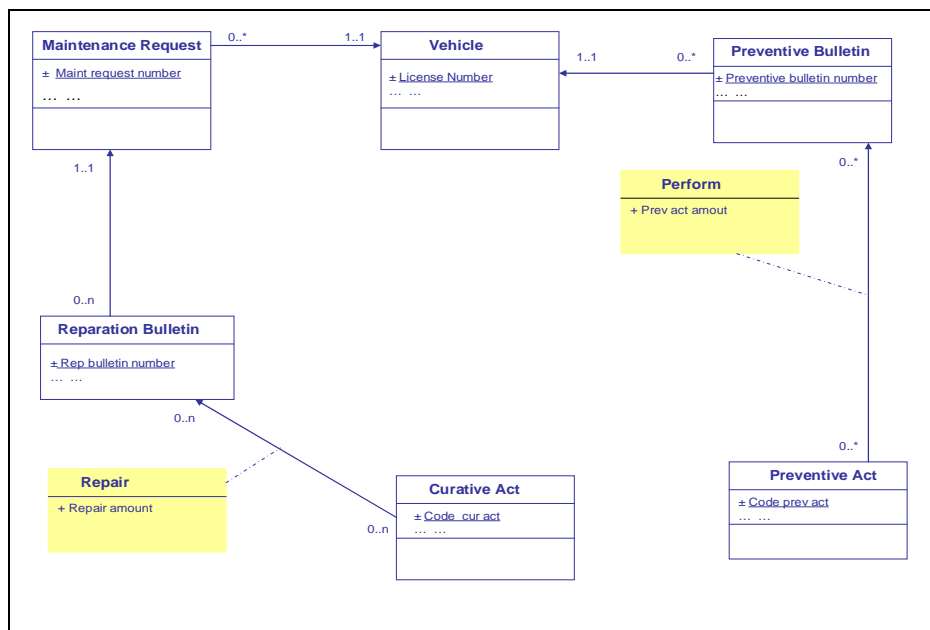 Maintenance Request
± Maint request number
... ...
0..*
1..1
Vehicle
± License Number
... ...
1..1
0..*
Preventive Bulletin
± Preventive bulletin number
... ...
1..1
0..*
Perform
+ Prev act amout
0..n
Reparation Bulletin
± Rep bulletin number
... ...
0..n
0..*
Repair
+ Repair amount
Curative Act
± Code cur act
... ...
0..n
Preventive Act
± Code prev act
... ...